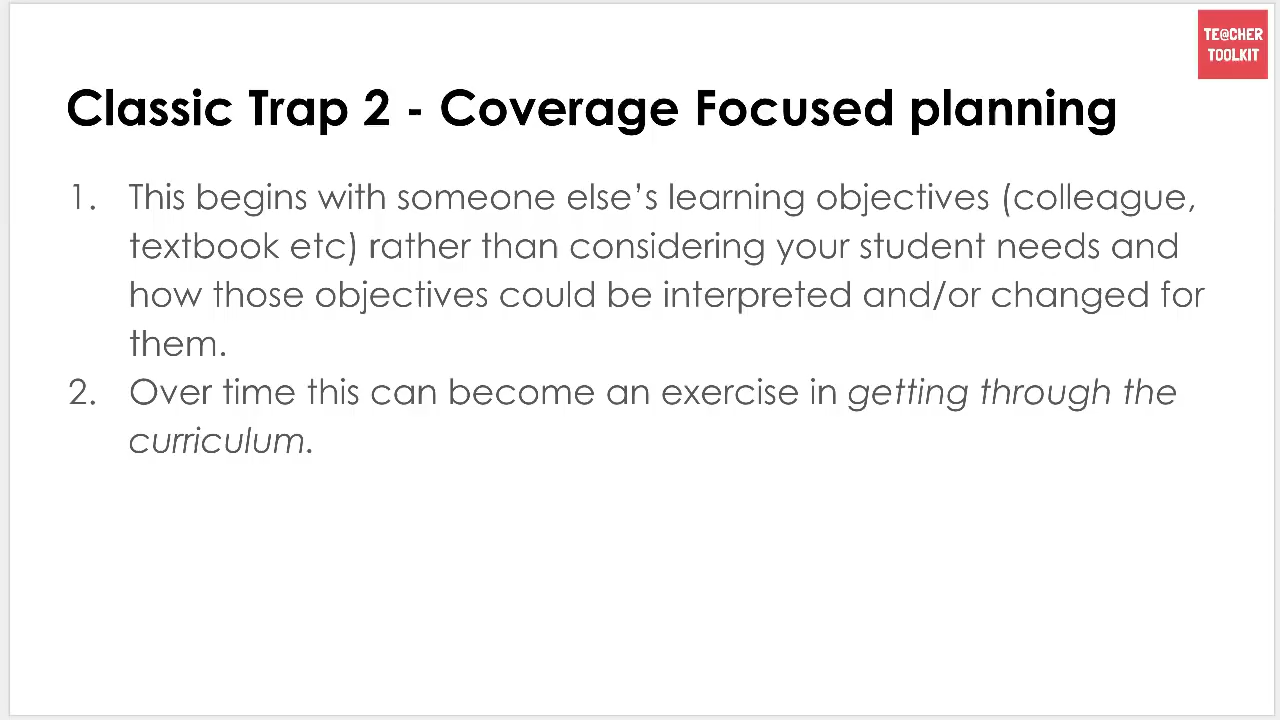 TE@CHER
TOOLKIT
Classic Trap 2 - Coverage Focused planning
1. This begins with someone else’s learning objectives (colleague,
textbook etc) rather than considering your student needs and
how those objectives could be interpreted and/or changed for
them.
2. Over time this can become an exercise in getting through the
curriculum.